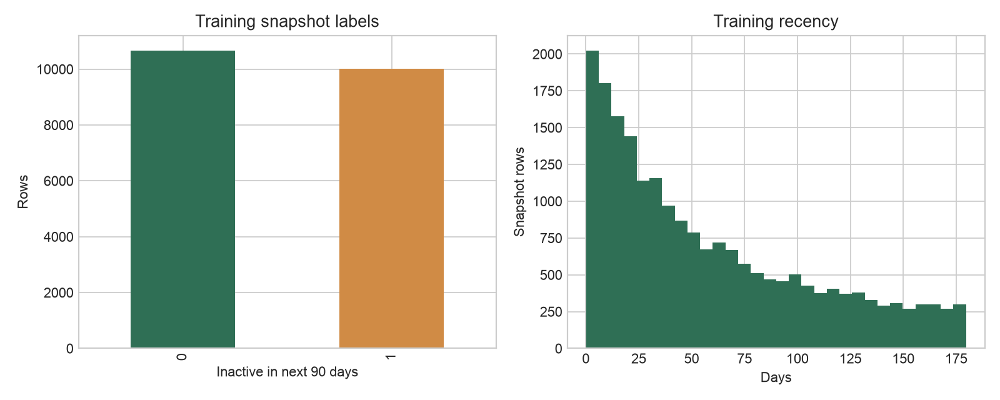 Training snapshot labels
Rows
10000
8000
6000
4000
2000
0
0
1
Inactive in next 90 days
Training recency
Snapshot rows
2000
1750
1500
1250
1000
750
500
250
0
0 25 50 75 100 125 150 175
Days